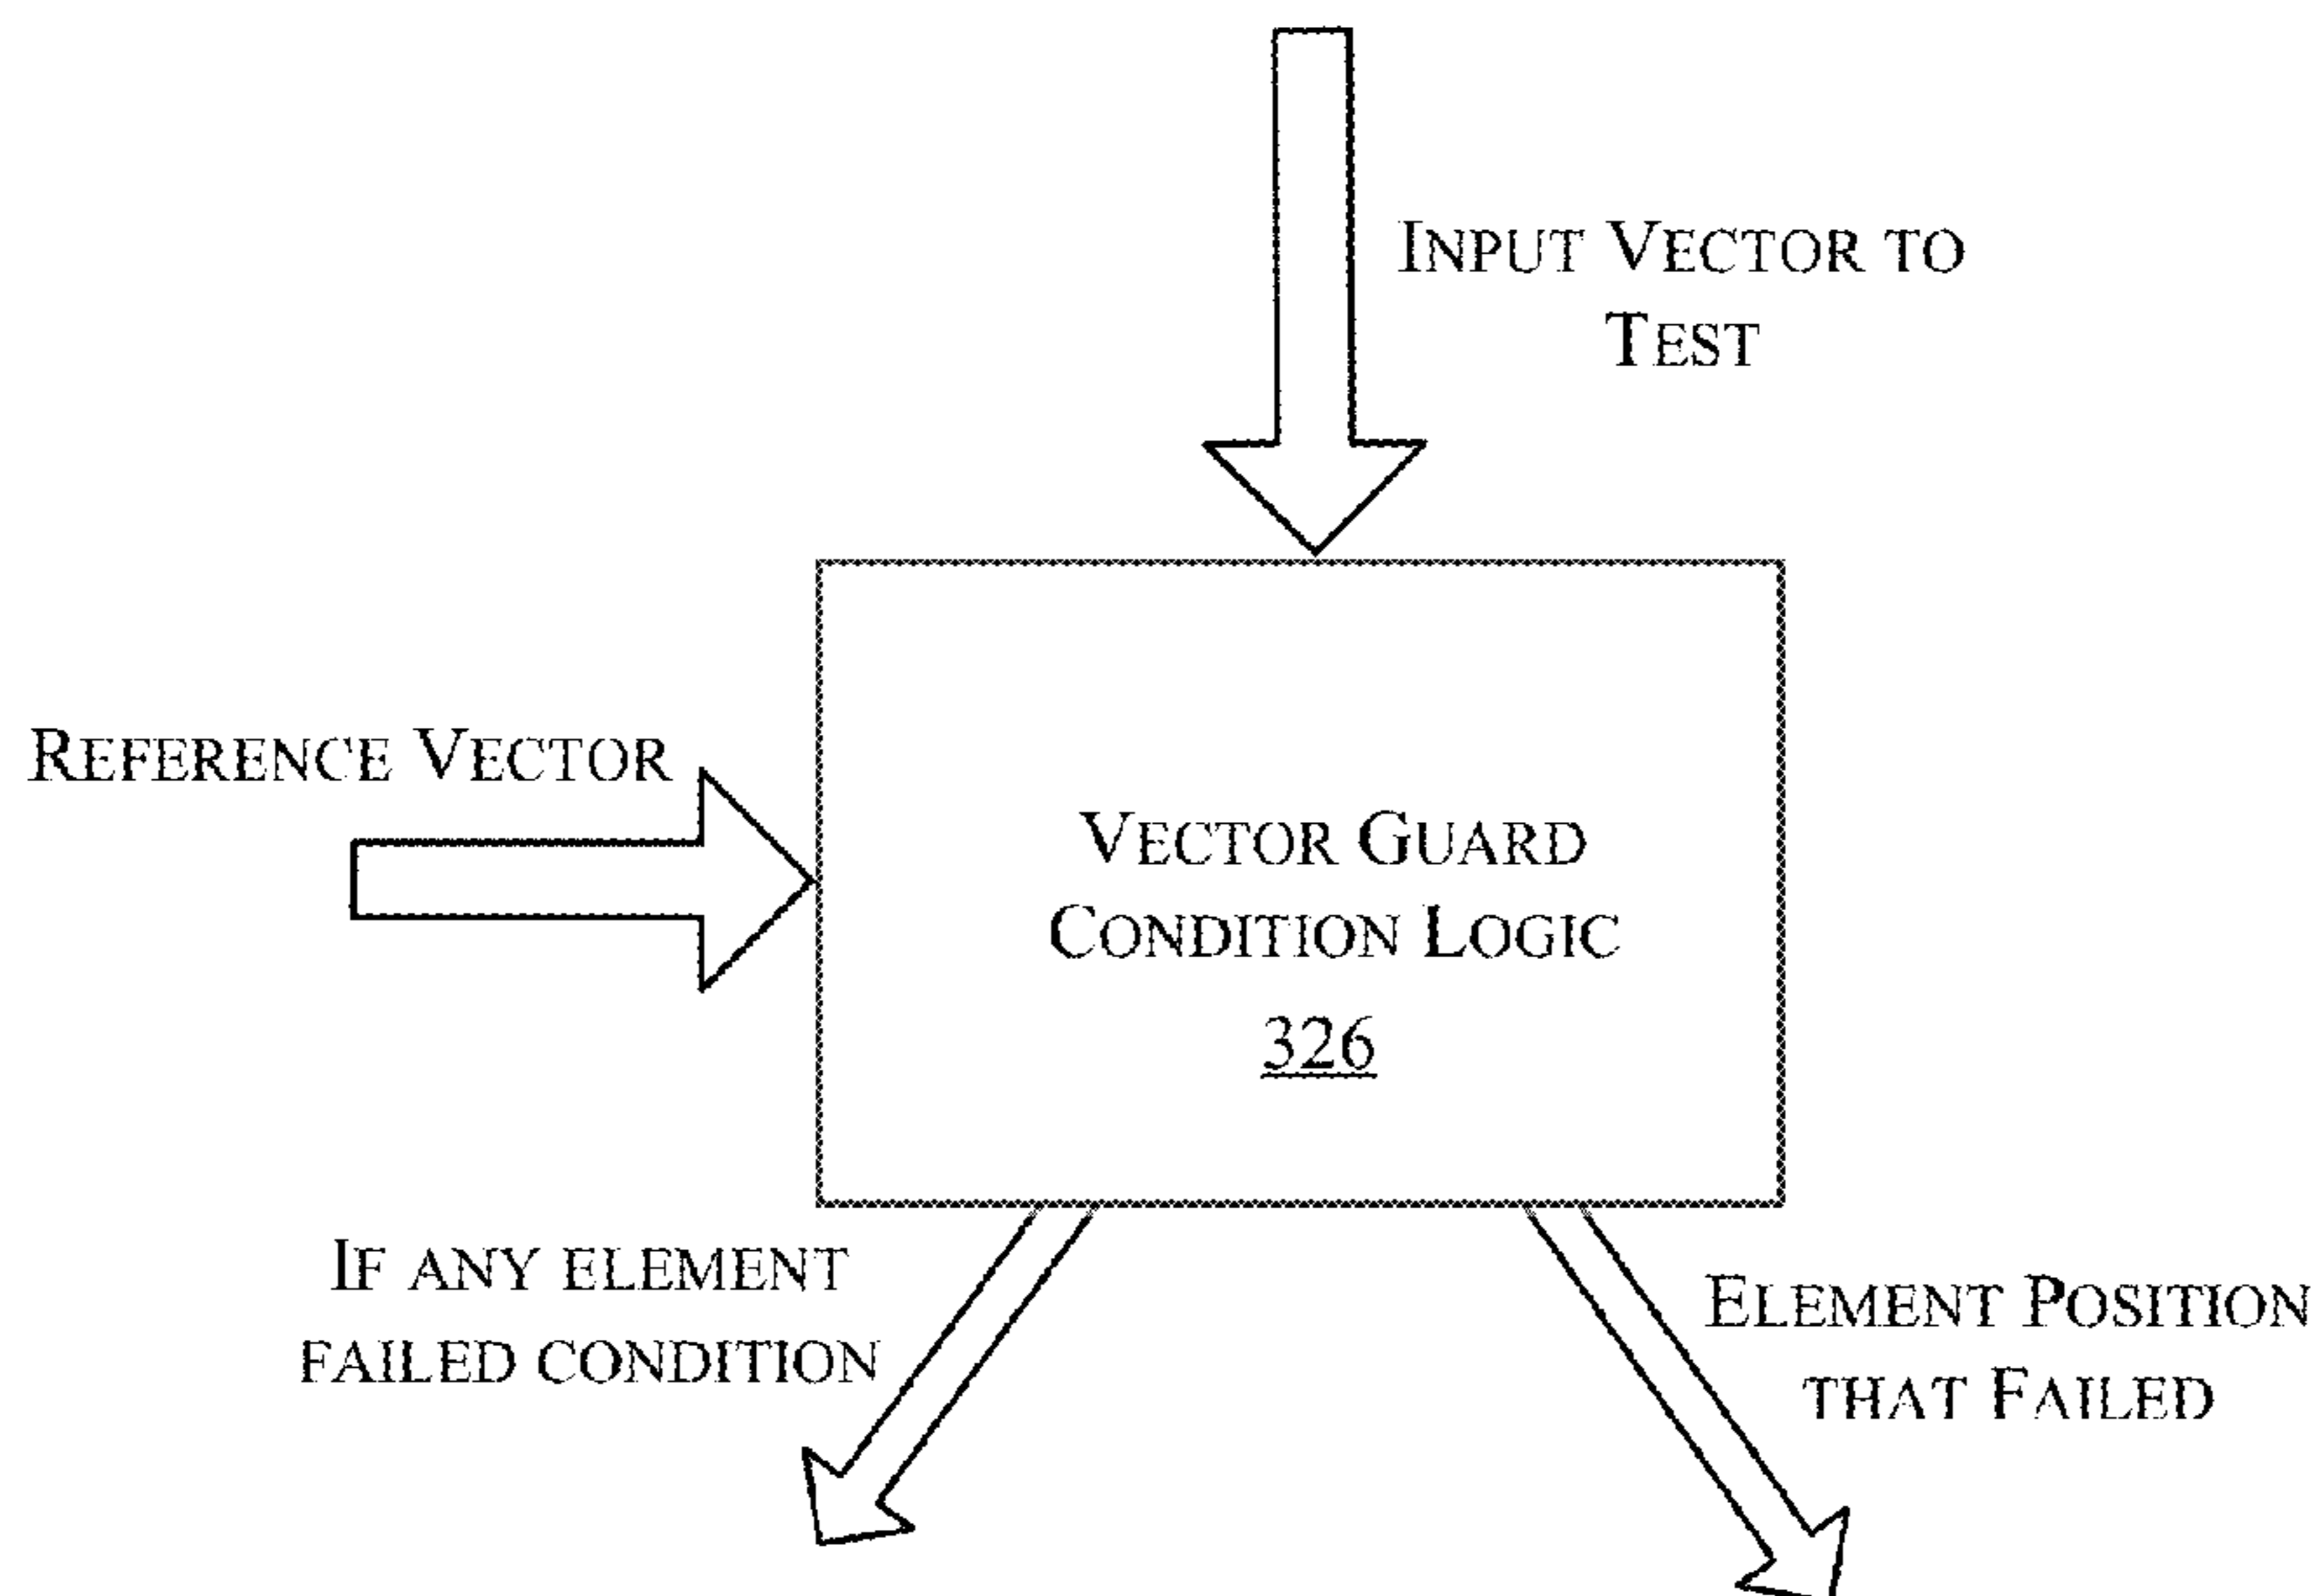 INPUT VECTOR TO
TEST
REFERENCE VECTOR
VECTOR GUARD
CONDITION LOGIC
326
IF ANY ELEMENT
FAILED CONDITION
ELEMENT POSITION
THAT FAILED